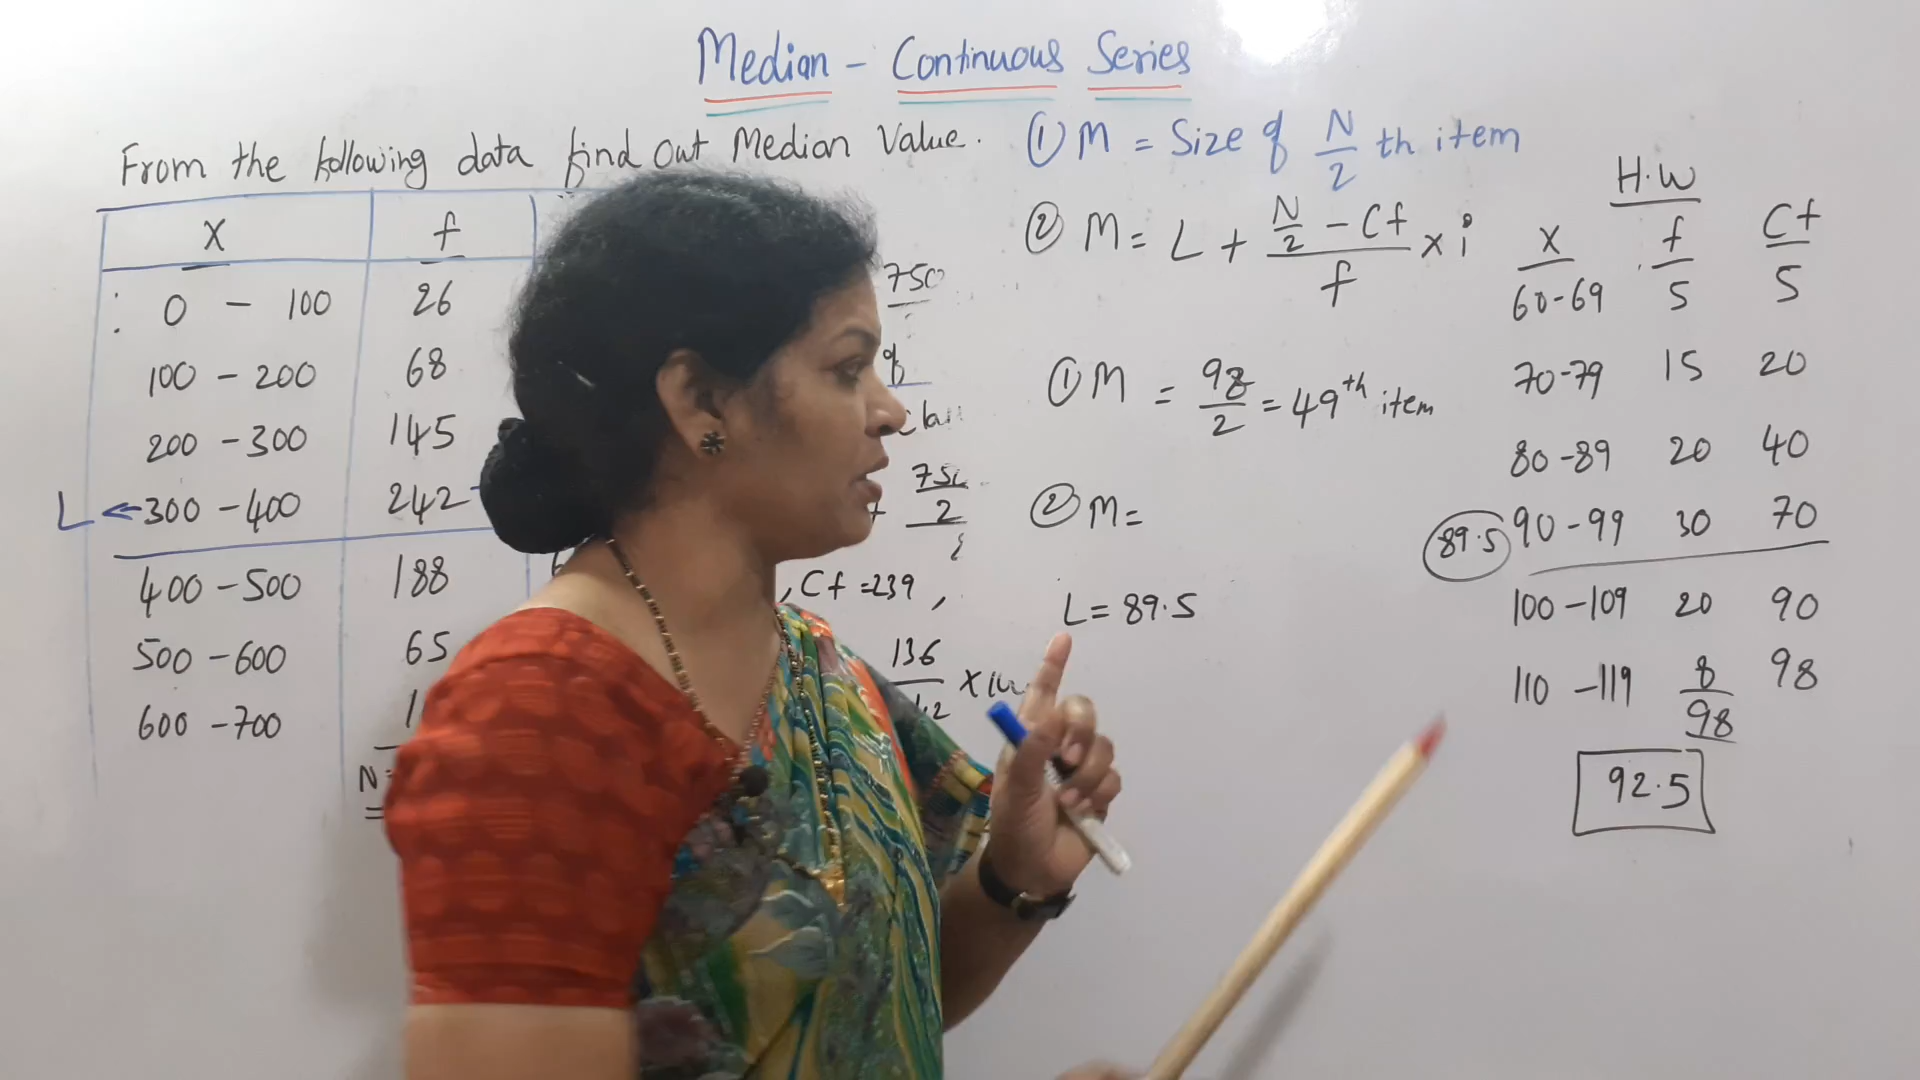 Median - Continuous Series
From the following data find out Median Value.
X f
0 - 100 26
100 - 200 68
200 - 300 145
L ← 300 - 400 242
400 - 500 188
500 - 600 65
600 - 700 1
N =
750
of
2
, Cf = 239 ,
136
① M = Size of N/2 th item
② M = L + (N/2 - Cf)/f × i
① M = 98/2 = 49th item
② M =
L = 89.5
H.W
X f Cf
60-69 5 5
70-79 15 20
80-89 20 40
89.5 90-99 30 70
100-109 20 90
110-119 8 98
98
92.5